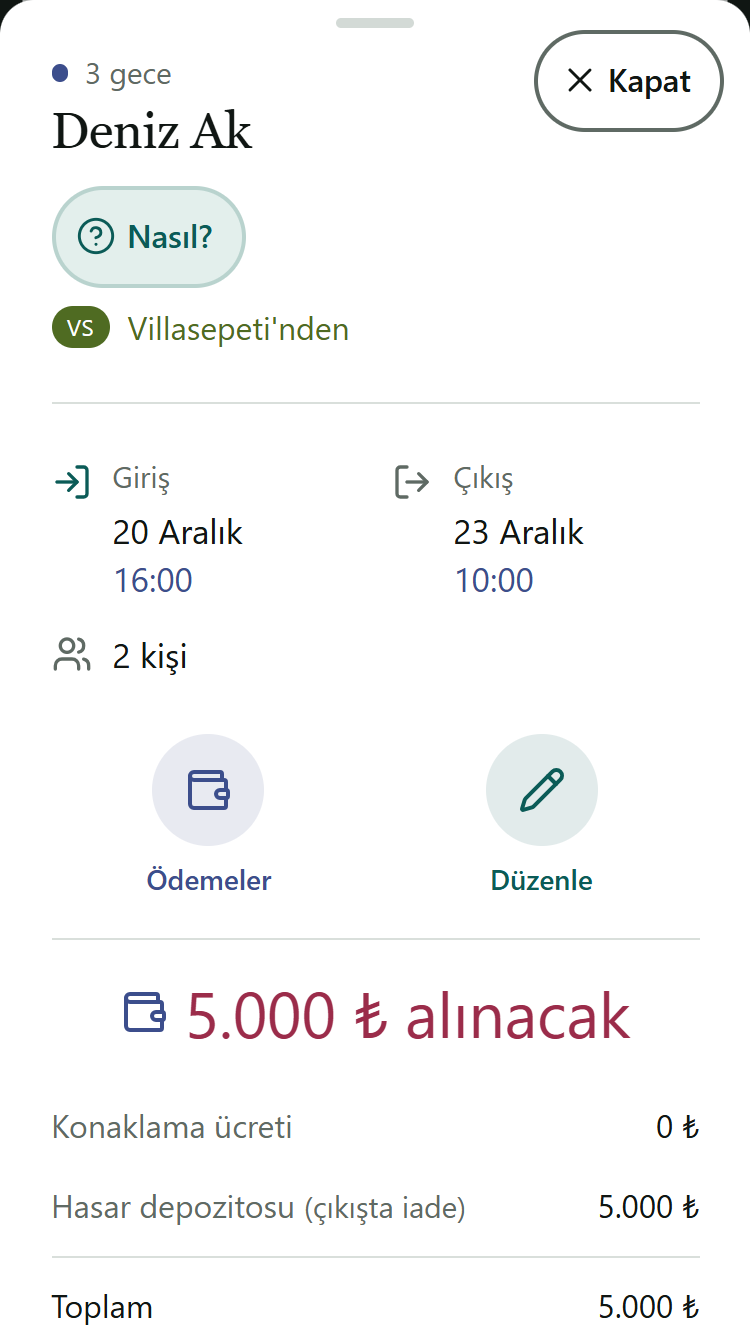 3 gece
Kapat
Deniz Ak
Nasıl?
VS Villasepeti'nden
Giriş
20 Aralık
16:00
Çıkış
23 Aralık
10:00
2 kişi
Ödemeler
Düzenle
5.000 ₺ alınacak
Konaklama ücreti 0 ₺
Hasar depozitosu (çıkışta iade) 5.000 ₺
Toplam 5.000 ₺